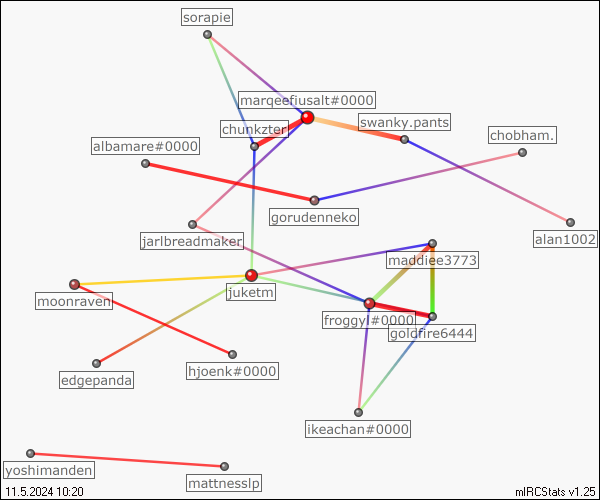 sorapie
marqeefiusalt#0000
chunkzter
swanky.pants
chobham.
albamare#0000
gorudenneko
jarlbreadmaker
alan1002
maddiee3773
moonraven
juketm
froggyl#0000
goldfire6444
edgepanda
hjoenk#0000
ikeachan#0000
yoshimanden
mattnesslp
11.5.2024 10:20
mIRCStats v1.25